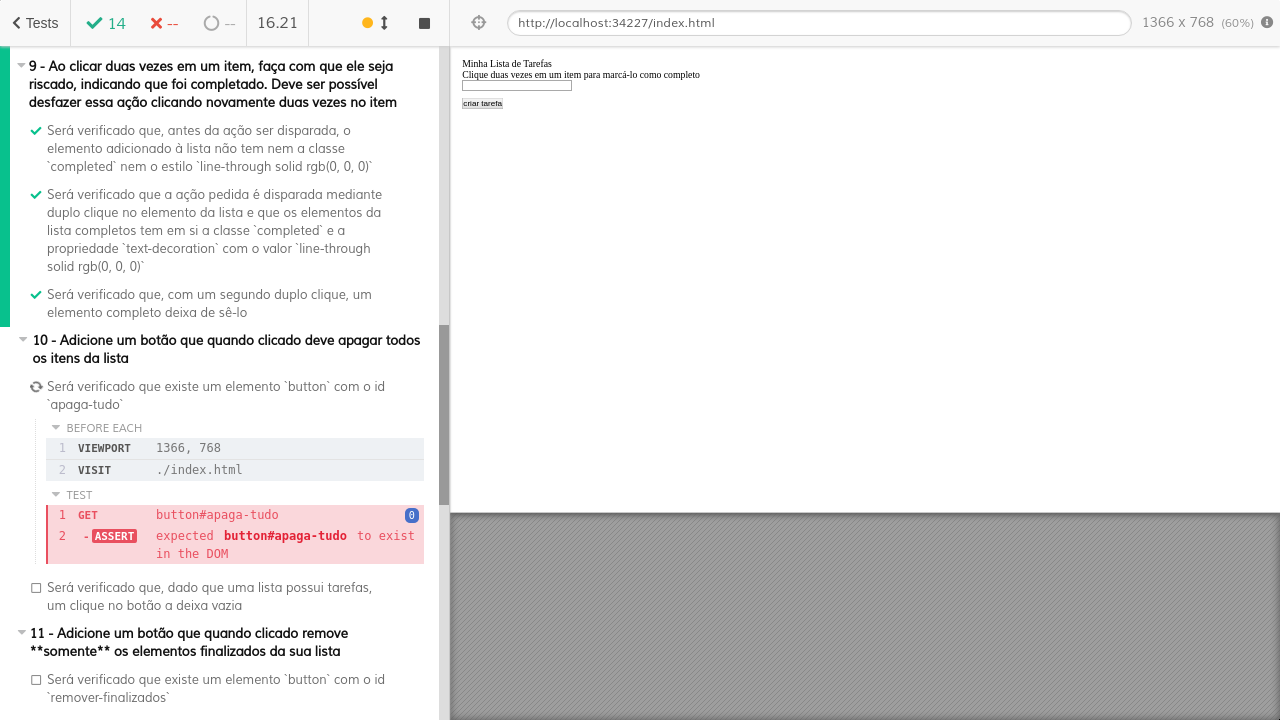 Tests
14
--
--
16.21
http://localhost:34227/index.html
1366 x 768 (60%)
9 - Ao clicar duas vezes em um item, faça com que ele seja
riscado, indicando que foi completado. Deve ser possível
desfazer essa ação clicando novamente duas vezes no item
Será verificado que, antes da ação ser disparada, o
elemento adicionado à lista não tem nem a classe
`completed` nem o estilo `line-through solid rgb(0, 0, 0)`
Será verificado que a ação pedida é disparada mediante
duplo clique no elemento da lista e que os elementos da
lista completos tem em si a classe `completed` e a
propriedade `text-decoration` com o valor `line-through
solid rgb(0, 0, 0)`
Será verificado que, com um segundo duplo clique, um
elemento completo deixa de sê-lo
10 - Adicione um botão que quando clicado deve apagar todos
os itens da lista
Será verificado que existe um elemento `button` com o id
`apaga-tudo`
BEFORE EACH
1 VIEWPORT 1366, 768
2 VISIT ./index.html
TEST
1 GET button#apaga-tudo 0
2 - ASSERT expected button#apaga-tudo to exist
in the DOM
Será verificado que, dado que uma lista possui tarefas,
um clique no botão a deixa vazia
11 - Adicione um botão que quando clicado remove
**somente** os elementos finalizados da sua lista
Será verificado que existe um elemento `button` com o id
`remover-finalizados`
Minha Lista de Tarefas
Clique duas vezes em um item para marcá-lo como completo
criar tarefa